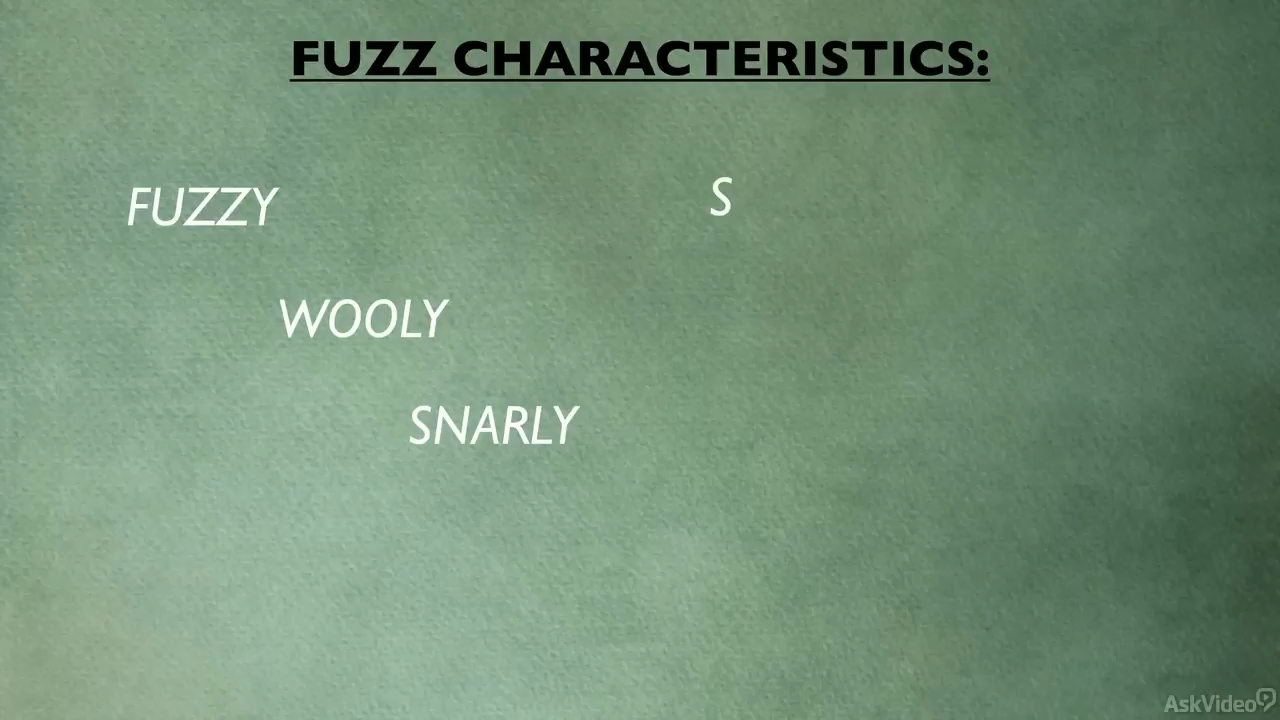 FUZZ CHARACTERISTICS:
FUZZY
S
WOOLY
SNARLY
AskVideo